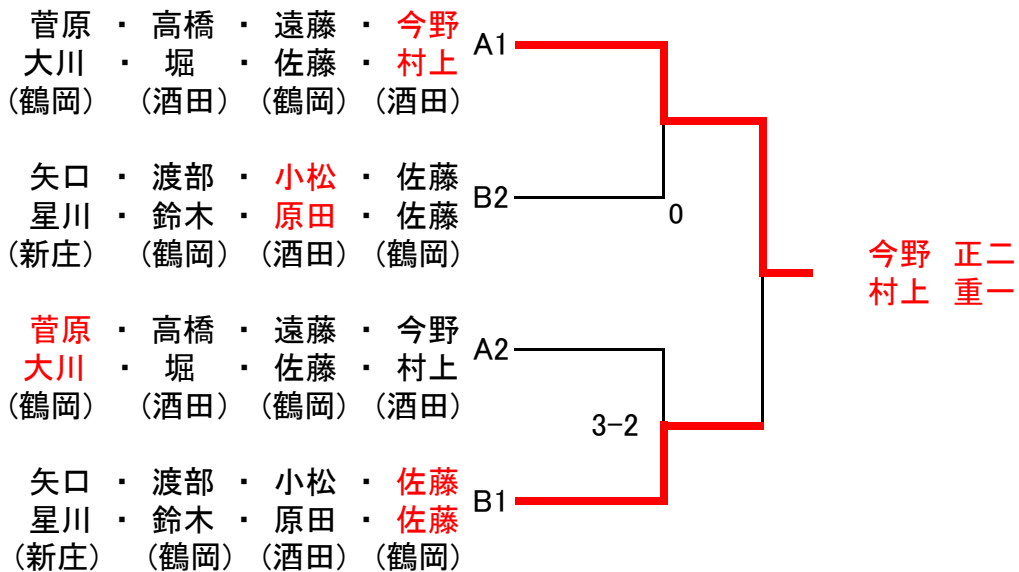 菅原 ・ 高橋 ・ 遠藤 ・ 今野
大川 ・ 堀 ・ 佐藤 ・ 村上
(鶴岡) (酒田) (鶴岡) (酒田)
A1
矢口 ・ 渡部 ・ 小松 ・ 佐藤
星川 ・ 鈴木 ・ 原田 ・ 佐藤
(新庄) (鶴岡) (酒田) (鶴岡)
B2
0
今野 正二
村上 重一
菅原 ・ 高橋 ・ 遠藤 ・ 今野
大川 ・ 堀 ・ 佐藤 ・ 村上
(鶴岡) (酒田) (鶴岡) (酒田)
A2
3-2
矢口 ・ 渡部 ・ 小松 ・ 佐藤
星川 ・ 鈴木 ・ 原田 ・ 佐藤
(新庄) (鶴岡) (酒田) (鶴岡)
B1